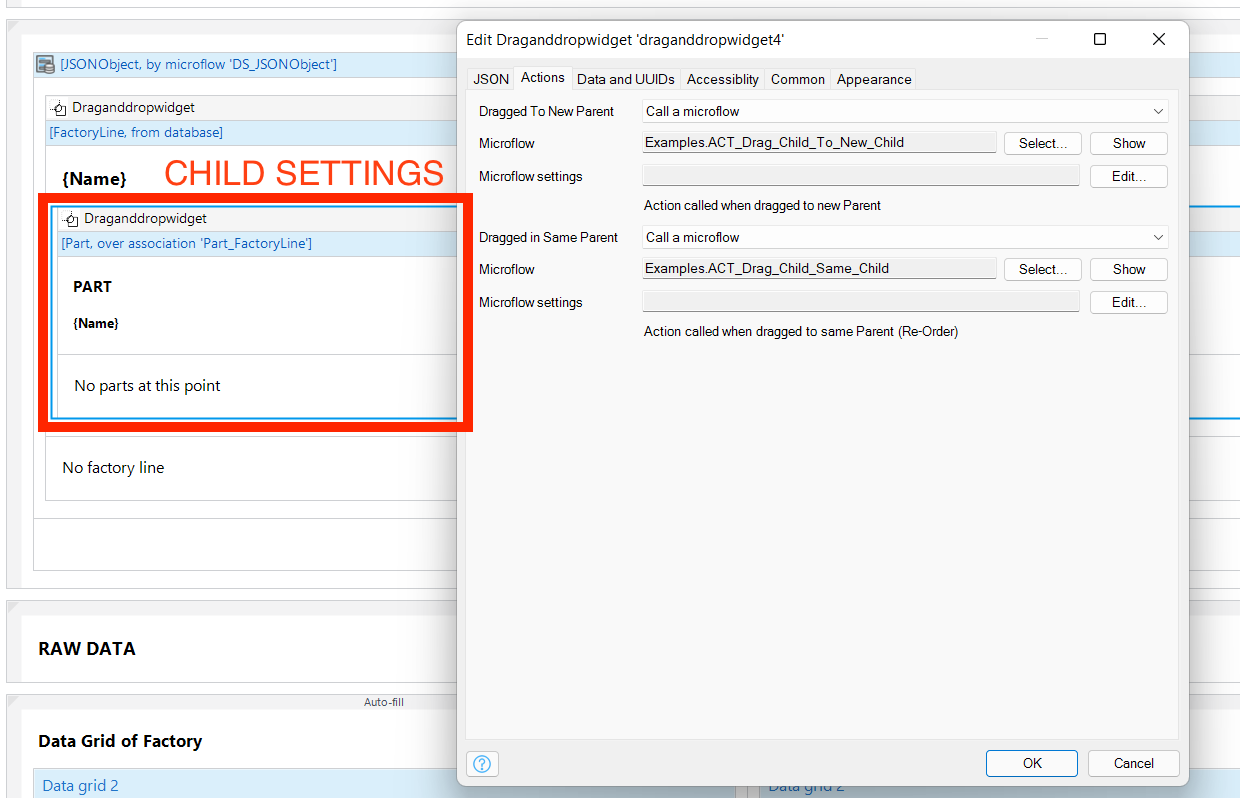 [JSONObject, by microflow 'DS_JSONObject']
Draganddropwidget
[FactoryLine, from database]
{Name}
CHILD SETTINGS
Draganddropwidget
[Part, over association 'Part_FactoryLine']
PART
{Name}
No parts at this point
No factory line
RAW DATA
Auto-fill
Data Grid of Factory
Data grid 2
Edit Draganddropwidget 'draganddropwidget4'
JSON Actions Data and UUIDs Accessiblity Common Appearance
Dragged To New Parent Call a microflow
Microflow Examples.ACT_Drag_Child_To_New_Child Select... Show
Microflow settings Edit...
Action called when dragged to new Parent
Dragged in Same Parent Call a microflow
Microflow Examples.ACT_Drag_Child_Same_Child Select... Show
Microflow settings Edit...
Action called when dragged to same Parent (Re-Order)
OK Cancel
Data grid 2